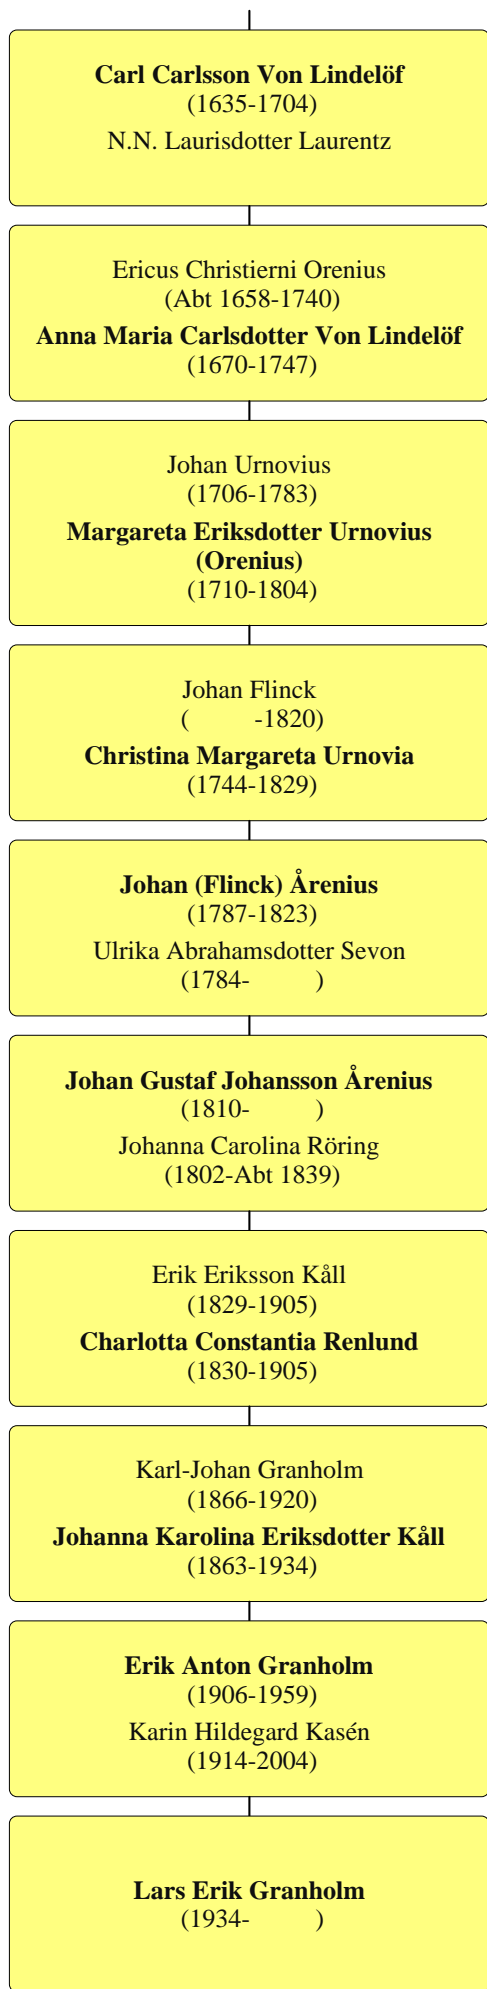 Carl Carlsson Von Lindelöf
(1635-1704)
N.N. Laurisdotter Laurentz
Ericus Christierni Orenius
(Abt 1658-1740)
Anna Maria Carlsdotter Von Lindelöf
(1670-1747)
Johan Urnovius
(1706-1783)
Margareta Eriksdotter Urnovius
(Orenius)
(1710-1804)
Johan Flinck
(          -1820)
Christina Margareta Urnovia
(1744-1829)
Johan (Flinck) Årenius
(1787-1823)
Ulrika Abrahamsdotter Sevon
(1784-          )
Johan Gustaf Johansson Årenius
(1810-          )
Johanna Carolina Röring
(1802-Abt 1839)
Erik Eriksson Kåll
(1829-1905)
Charlotta Constantia Renlund
(1830-1905)
Karl-Johan Granholm
(1866-1920)
Johanna Karolina Eriksdotter Kåll
(1863-1934)
Erik Anton Granholm
(1906-1959)
Karin Hildegard Kasén
(1914-2004)
Lars Erik Granholm
(1934-          )